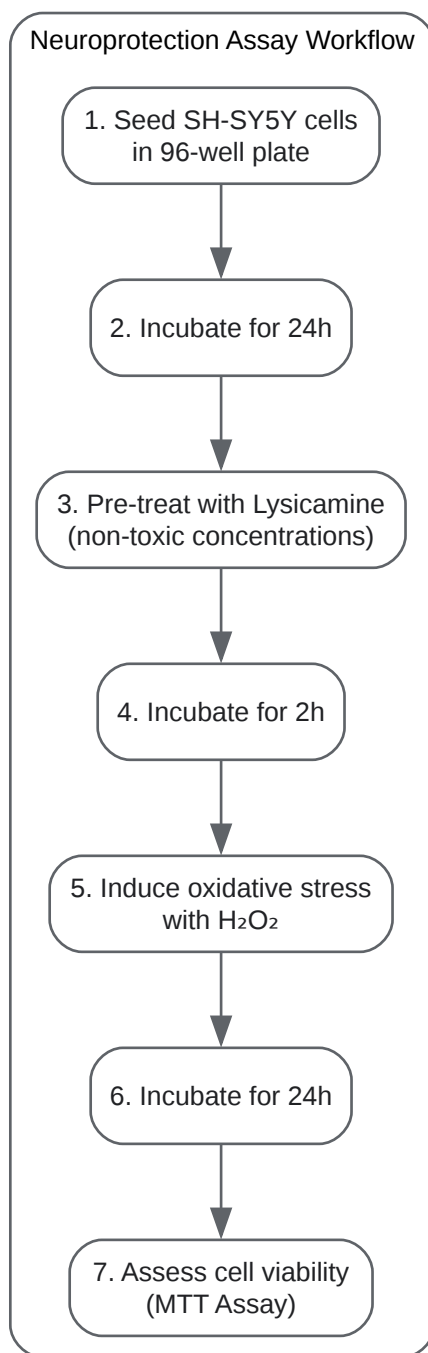 Neuroprotection Assay Workflow
1. Seed SH-SY5Y cells
in 96-well plate
2. Incubate for 24h
3. Pre-treat with Lysicamine
(non-toxic concentrations)
4. Incubate for 2h
5. Induce oxidative stress
with H₂O₂
6. Incubate for 24h
7. Assess cell viability
(MTT Assay)